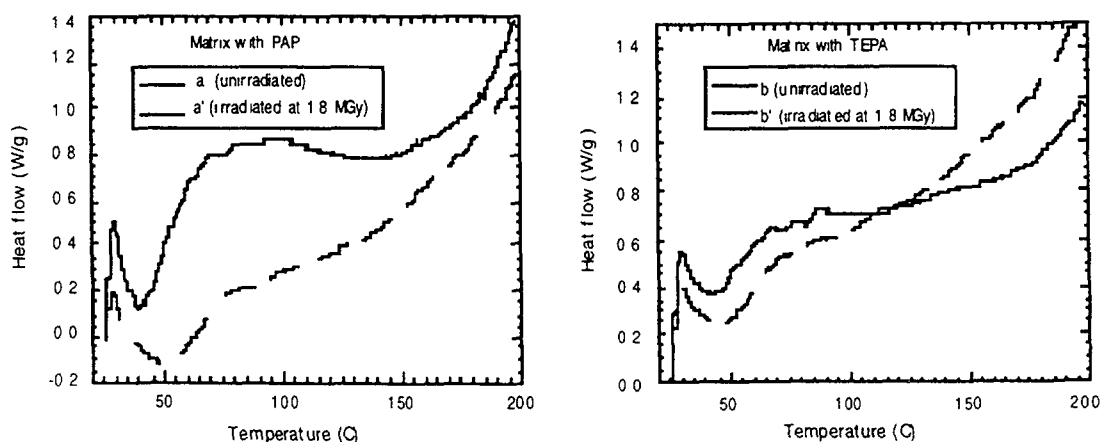 Matrix with PAP
a (unirradiated)
a' (irradiated at 1 8 MGy)
Heat flow (W/g)
1 4
1 2
1 0
0 8
0 6
0 4
0 2
0 0
-0 2
50
100
150
200
Temperature (C)
Matrix with TEPA
b (unirradiated)
b' (irradiated at 1 8 MGy)
Heat flow (W/g)
1 4
1 2
1 0
0 8
0 6
0 4
0 2
0 0
50
100
150
200
Temperature (C)